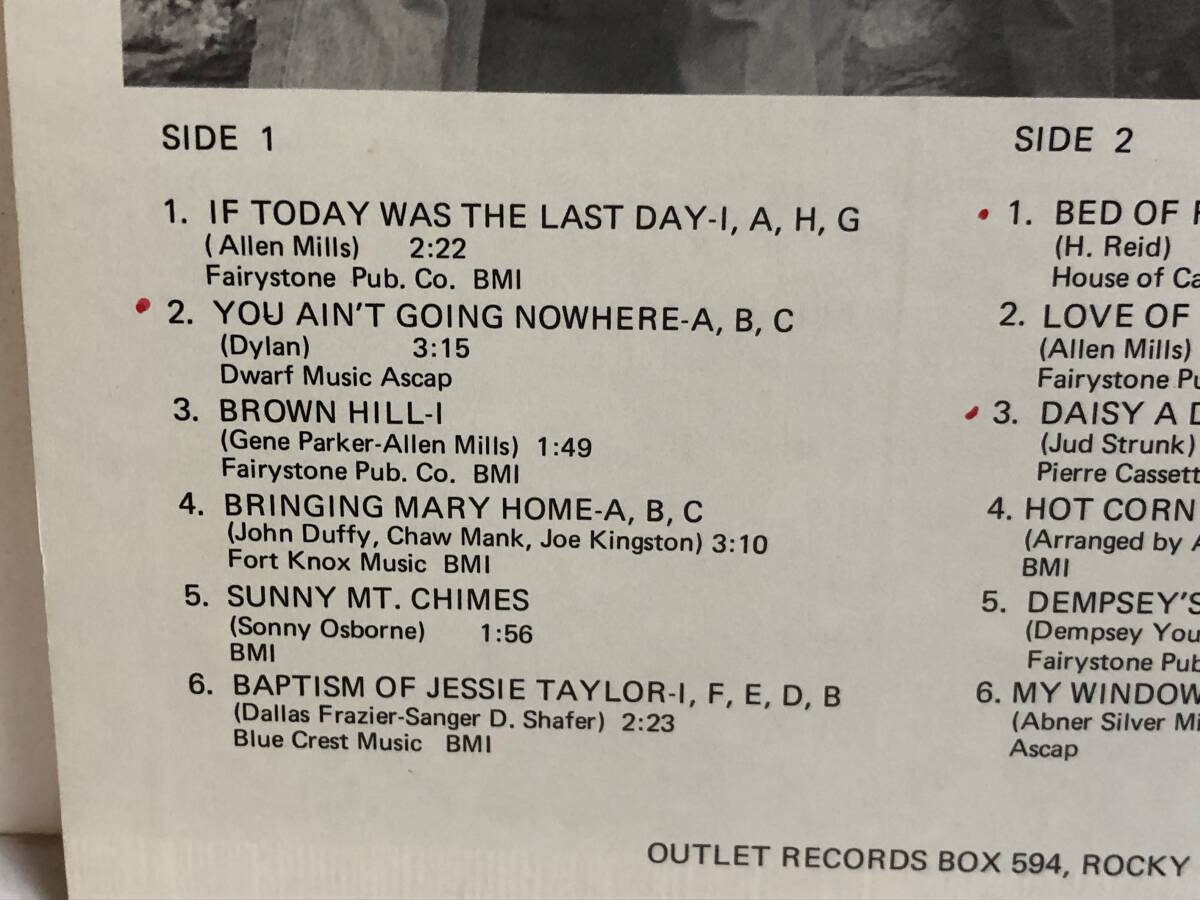 SIDE 1
1. IF TODAY WAS THE LAST DAY-I, A, H, G
(Allen Mills) 2:22
Fairystone Pub. Co. BMI
2. YOU AIN'T GOING NOWHERE-A, B, C
(Dylan) 3:15
Dwarf Music Ascap
3. BROWN HILL-I
(Gene Parker-Allen Mills) 1:49
Fairystone Pub. Co. BMI
4. BRINGING MARY HOME-A, B, C
(John Duffy, Chaw Mank, Joe Kingston) 3:10
Fort Knox Music BMI
5. SUNNY MT. CHIMES
(Sonny Osborne) 1:56
BMI
6. BAPTISM OF JESSIE TAYLOR-I, F, E, D, B
(Dallas Frazier-Sanger D. Shafer) 2:23
Blue Crest Music BMI
SIDE 2
1. BED OF
(H. Reid)
House of
2. LOVE OF
(Allen Mills)
Fairystone
3. DAISY A
(Jud Strunk)
Pierre
4. HOT CORN
(Arranged by
BMI
5. DEMPSEY'S
(Dempsey
Fairystone
6. MY WINDOW
(Abner Silver
Ascap
OUTLET RECORDS BOX 594, ROCKY